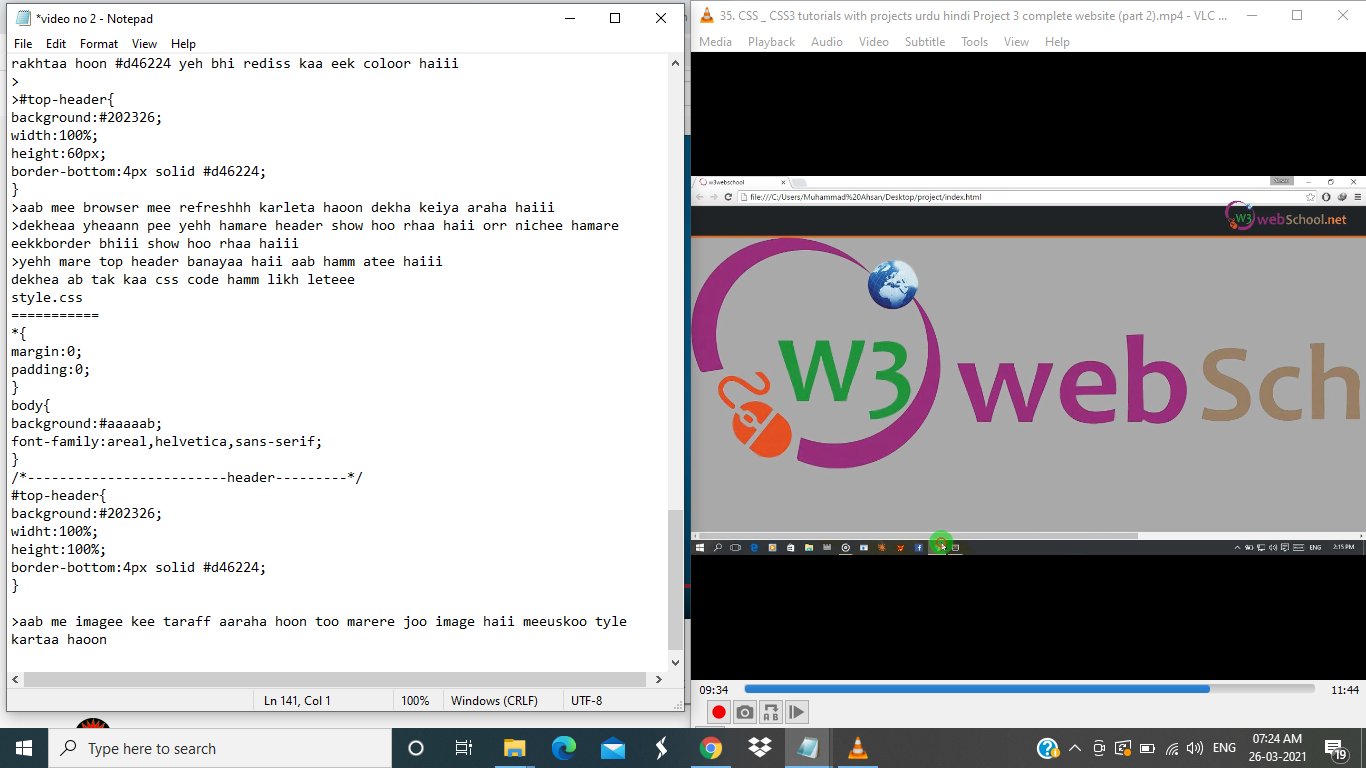 *video no 2 - Notepad
File Edit Format View Help
rakhtaa hoon #d46224 yeh bhi rediss kaa eek coloor haiii
>
>#top-header{
background:#202326;
width:100%;
height:60px;
border-bottom:4px solid #d46224;
}
>aab mee browser mee refreshhh karleta haoon dekha keiya araha haiii
>dekheaa yheaann pee yehh hamare header show hoo rhaa haii orr nichee hamare
eekkborder bhiii show hoo rhaa haiii
>yehh mare top header banayaa haii aab hamm atee haiii
dekhea ab tak kaa css code hamm likh leteee
style.css
===========
*{
margin:0;
padding:0;
}
body{
background:#aaaaab;
font-family:areal,helvetica,sans-serif;
}
/*-------------------------header---------*/
#top-header{
background:#202326;
widht:100%;
height:100%;
border-bottom:4px solid #d46224;
}
>aab me imagee kee taraff aaraha hoon too marere joo image haii meeuskoo tyle
kartaa haoon
Ln 141, Col 1 100% Windows (CRLF) UTF-8
35. CSS _ CSS3 tutorials with projects urdu hindi Project 3 complete website (part 2).mp4 - VLC ...
Media Playback Audio Video Subtitle Tools View Help
w3webschool
file:///C:/Users/Muhammad%20Ahsan/Desktop/project/index.html
W3 webSchool.net
W3 webSch
ENG 2:15 PM
09:34 11:44
A B
Type here to search
ENG
07:24 AM
26-03-2021
19